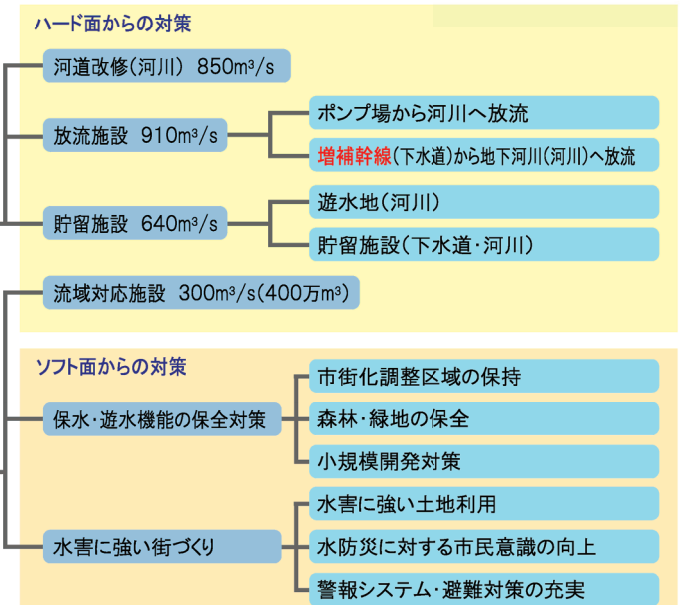 ハード面からの対策
河道改修(河川) 850m³/s
放流施設 910m³/s
ポンプ場から河川へ放流
増補幹線(下水道)から地下河川(河川)へ放流
貯留施設 640m³/s
遊水地(河川)
貯留施設(下水道・河川)
流域対応施設 300m³/s(400万m³)
ソフト面からの対策
保水・遊水機能の保全対策
市街化調整区域の保持
森林・緑地の保全
小規模開発対策
水害に強い街づくり
水害に強い土地利用
水防災に対する市民意識の向上
警報システム・避難対策の充実